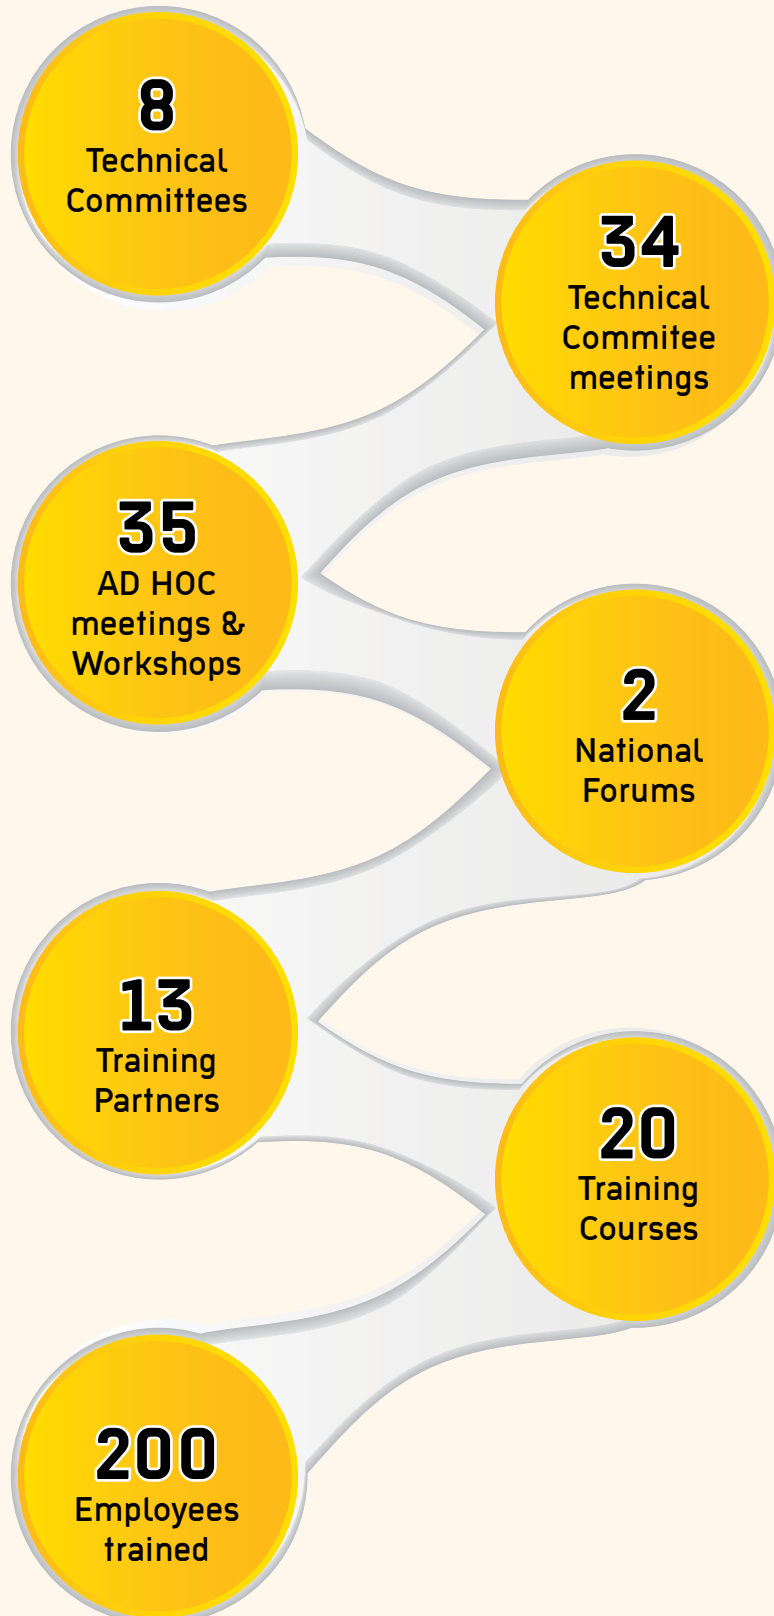 8
Technical
Committees
34
Technical
Commitee
meetings
35
AD HOC
meetings &
Workshops
2
National
Forums
13
Training
Partners
20
Training
Courses
200
Employees
trained